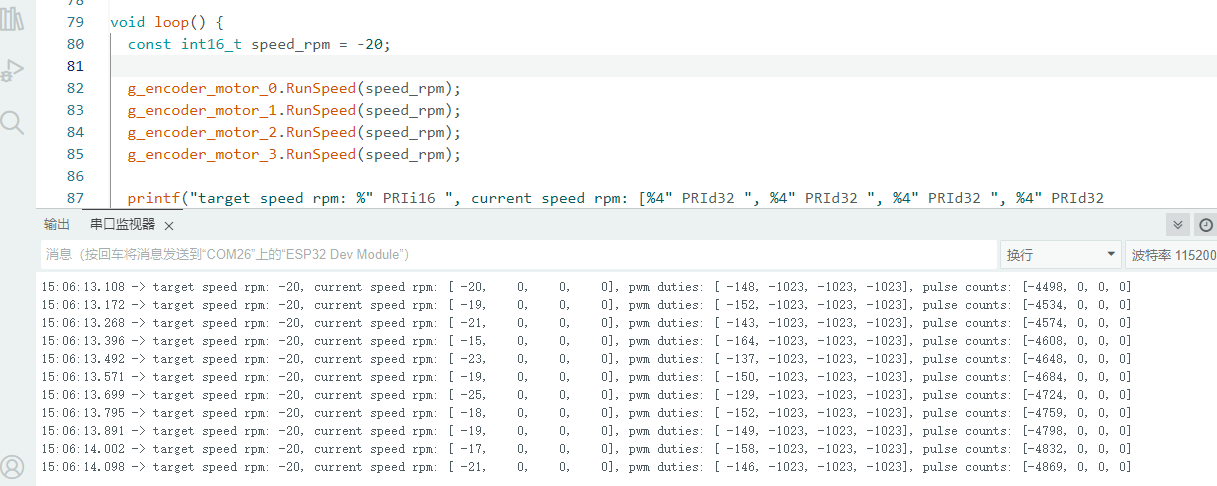 78
79 void loop() {
80 const int16_t speed_rpm = -20;
81
82 g_encoder_motor_0.RunSpeed(speed_rpm);
83 g_encoder_motor_1.RunSpeed(speed_rpm);
84 g_encoder_motor_2.RunSpeed(speed_rpm);
85 g_encoder_motor_3.RunSpeed(speed_rpm);
86
87 printf("target speed rpm: %" PRIi16 ", current speed rpm: [%4" PRId32 ", %4" PRId32 ", %4" PRId32 ", %4" PRId32
输出 串口监视器
消息（按回车将消息发送到“COM26”上的“ESP32 Dev Module”） 换行 波特率 115200
15:06:13.108 -> target speed rpm: -20, current speed rpm: [ -20, 0, 0, 0], pwm duties: [ -148, -1023, -1023, -1023], pulse counts: [-4498, 0, 0, 0]
15:06:13.172 -> target speed rpm: -20, current speed rpm: [ -19, 0, 0, 0], pwm duties: [ -152, -1023, -1023, -1023], pulse counts: [-4534, 0, 0, 0]
15:06:13.268 -> target speed rpm: -20, current speed rpm: [ -21, 0, 0, 0], pwm duties: [ -143, -1023, -1023, -1023], pulse counts: [-4574, 0, 0, 0]
15:06:13.396 -> target speed rpm: -20, current speed rpm: [ -15, 0, 0, 0], pwm duties: [ -164, -1023, -1023, -1023], pulse counts: [-4608, 0, 0, 0]
15:06:13.492 -> target speed rpm: -20, current speed rpm: [ -23, 0, 0, 0], pwm duties: [ -137, -1023, -1023, -1023], pulse counts: [-4648, 0, 0, 0]
15:06:13.571 -> target speed rpm: -20, current speed rpm: [ -19, 0, 0, 0], pwm duties: [ -150, -1023, -1023, -1023], pulse counts: [-4684, 0, 0, 0]
15:06:13.699 -> target speed rpm: -20, current speed rpm: [ -25, 0, 0, 0], pwm duties: [ -129, -1023, -1023, -1023], pulse counts: [-4724, 0, 0, 0]
15:06:13.795 -> target speed rpm: -20, current speed rpm: [ -18, 0, 0, 0], pwm duties: [ -152, -1023, -1023, -1023], pulse counts: [-4759, 0, 0, 0]
15:06:13.891 -> target speed rpm: -20, current speed rpm: [ -19, 0, 0, 0], pwm duties: [ -149, -1023, -1023, -1023], pulse counts: [-4798, 0, 0, 0]
15:06:14.002 -> target speed rpm: -20, current speed rpm: [ -17, 0, 0, 0], pwm duties: [ -158, -1023, -1023, -1023], pulse counts: [-4832, 0, 0, 0]
15:06:14.098 -> target speed rpm: -20, current speed rpm: [ -21, 0, 0, 0], pwm duties: [ -146, -1023, -1023, -1023], pulse counts: [-4869, 0, 0, 0]